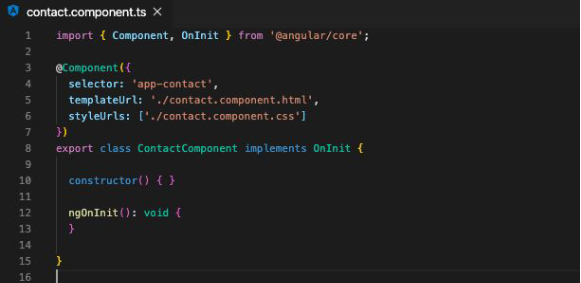 contact.component.ts ×
1 import { Component, OnInit } from '@angular/core';
2
3 @Component({
4   selector: 'app-contact',
5   templateUrl: './contact.component.html',
6   styleUrls: ['./contact.component.css']
7 })
8 export class ContactComponent implements OnInit {
9
10   constructor() { }
11
12   ngOnInit(): void {
13   }
14
15 }
16